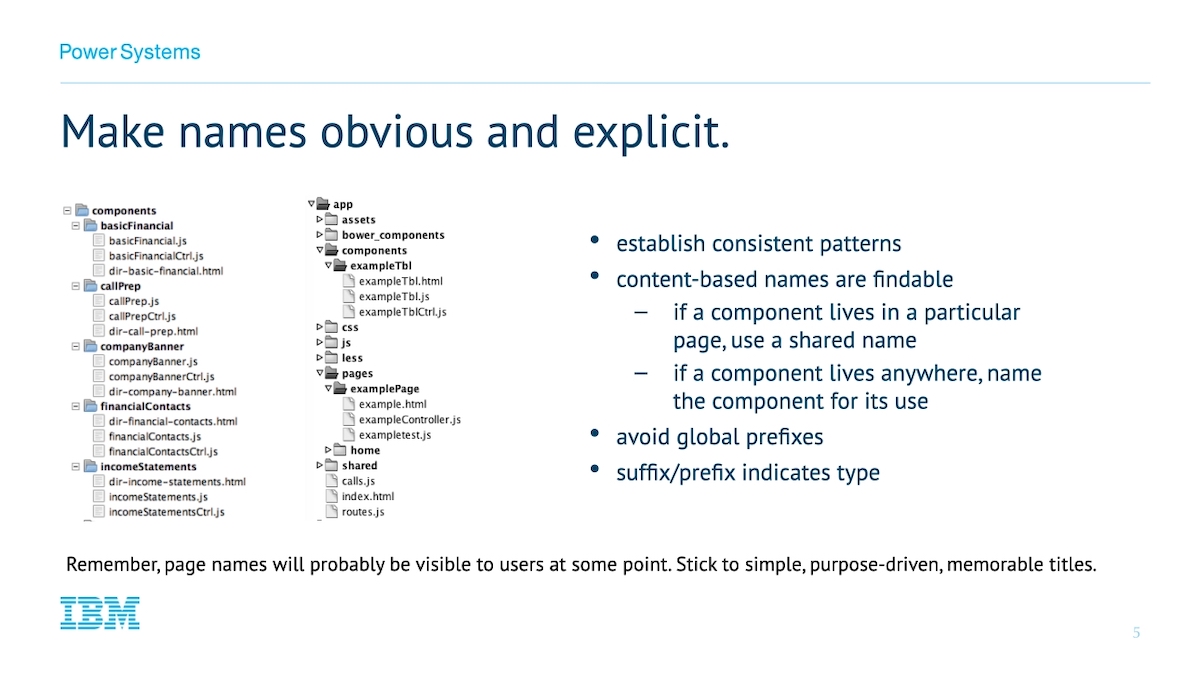 Power Systems
Make names obvious and explicit.
components
basicFinancial
basicFinancial.js
basicFinancialCtrl.js
dir-basic-financial.html
callPrep
callPrep.js
callPrepCtrl.js
dir-call-prep.html
companyBanner
companyBanner.js
companyBannerCtrl.js
dir-company-banner.html
financialContacts
dir-financial-contacts.html
financialContacts.js
financialContactsCtrl.js
incomeStatements
dir-income-statements.html
incomeStatements.js
incomeStatementsCtrl.js
app
assets
bower_components
components
exampleTbl
exampleTbl.html
exampleTbl.js
exampleTblCtrl.js
css
js
less
pages
examplePage
example.html
exampleController.js
exampletest.js
home
shared
calls.js
index.html
routes.js
• establish consistent patterns
• content-based names are findable
– if a component lives in a particular
page, use a shared name
– if a component lives anywhere, name
the component for its use
• avoid global prefixes
• suffix/prefix indicates type
Remember, page names will probably be visible to users at some point. Stick to simple, purpose-driven, memorable titles.
IBM
5